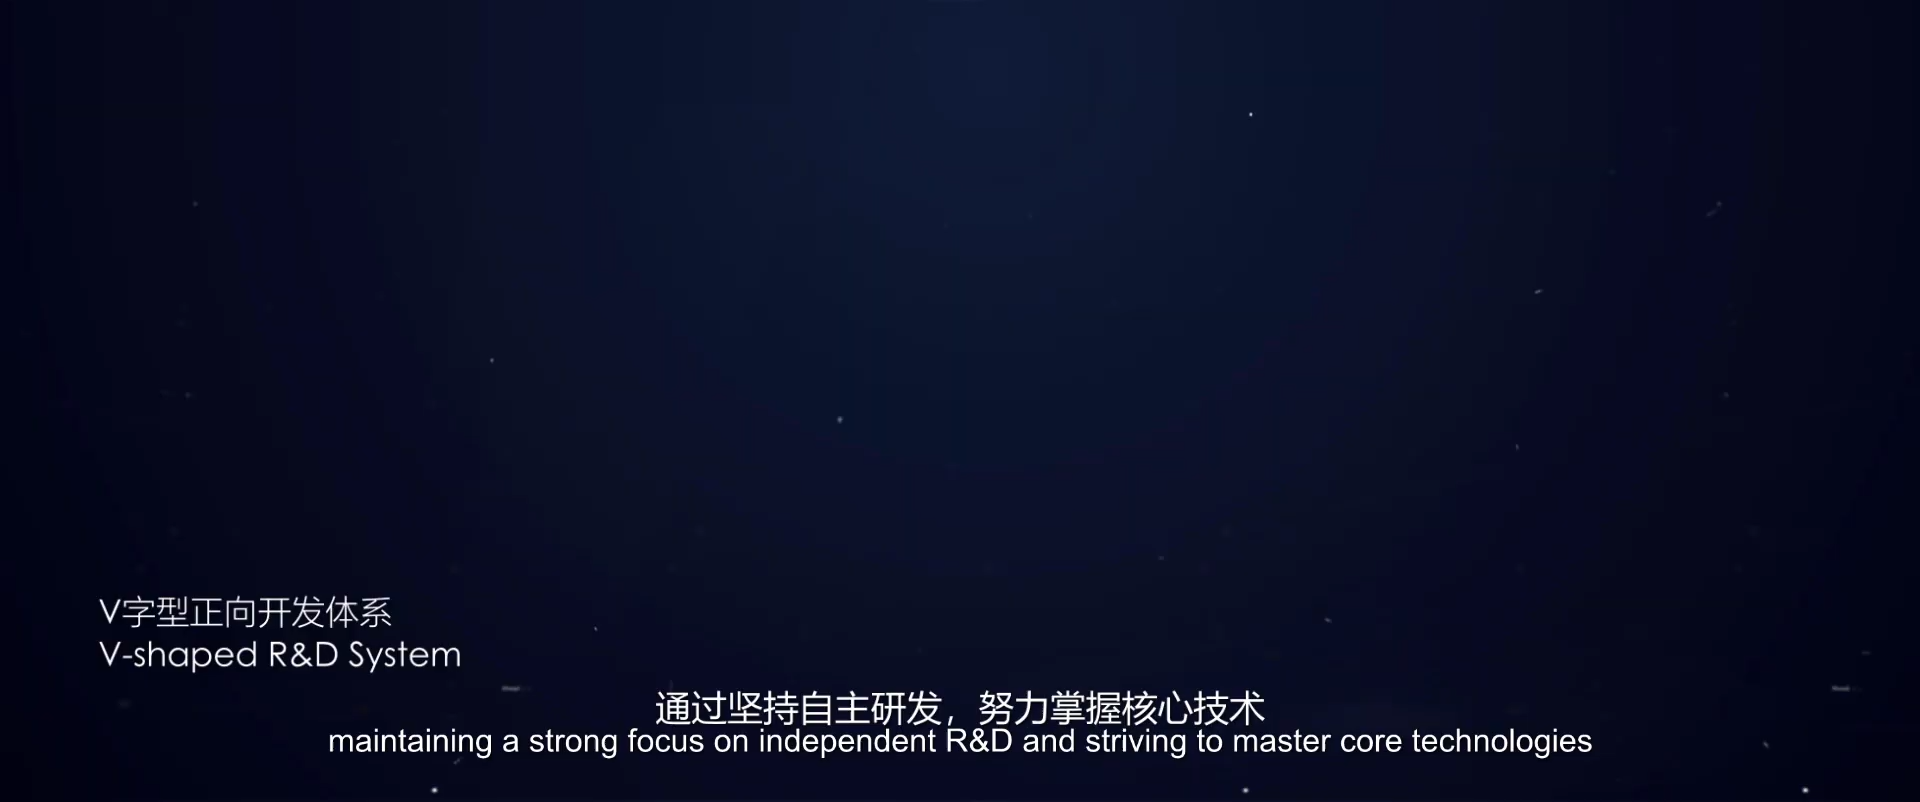 V字型正向开发体系
V-shaped R&D System
通过坚持自主研发，努力掌握核心技术
maintaining a strong focus on independent R&D and striving to master core technologies